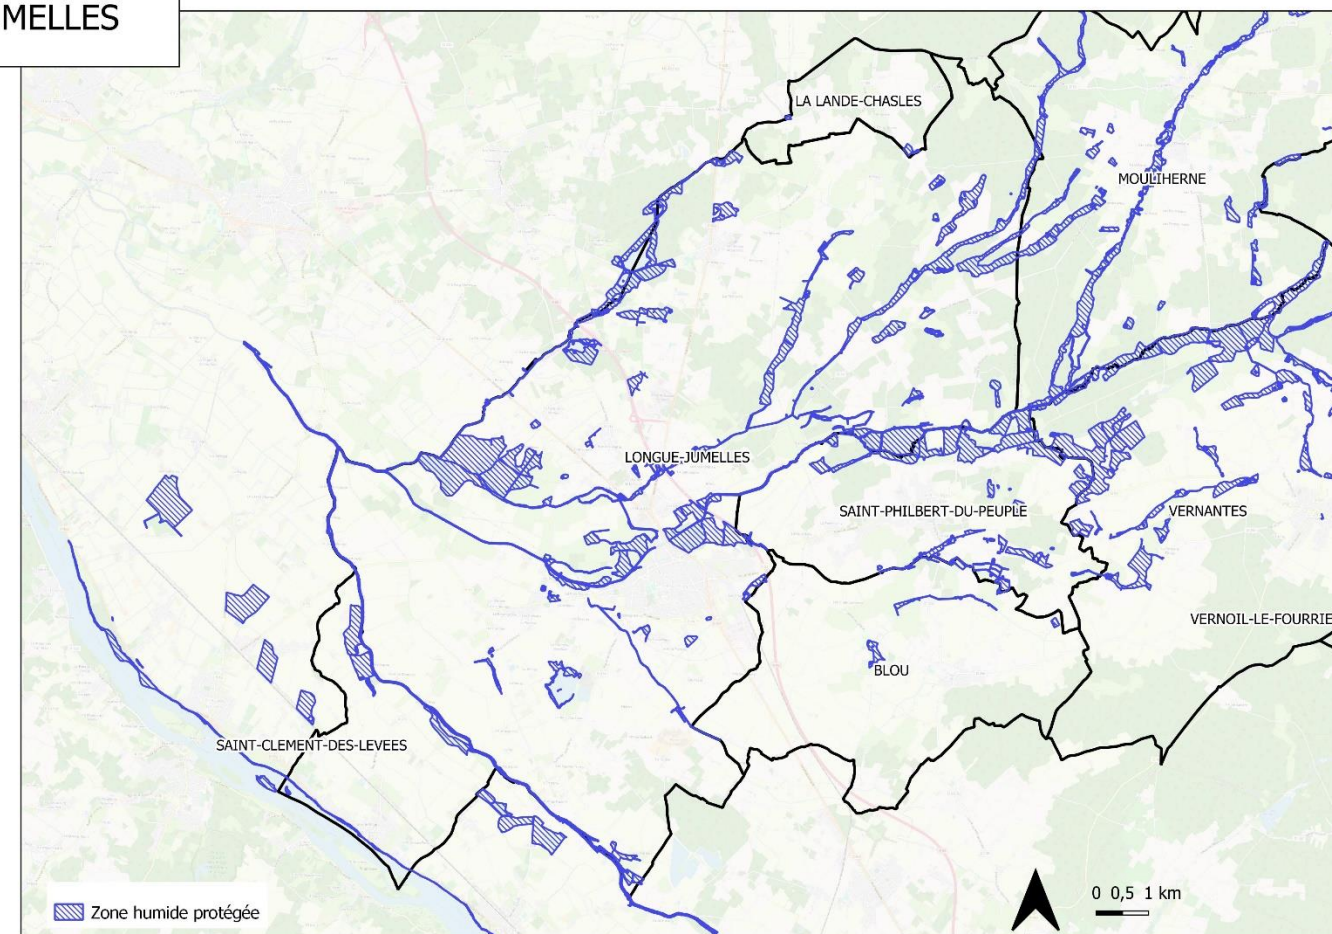 MELLES
LA LANDE-CHASLES
MOULIHERNE
LONGUE-JUMELLES
SAINT-PHILBERT-DU-PEUPLE
VERNANTES
VERNOIL-LE-FOURRIE
BLOU
SAINT-CLEMENT-DES-LEVEES
Zone humide protégée
0 0,5 1 km